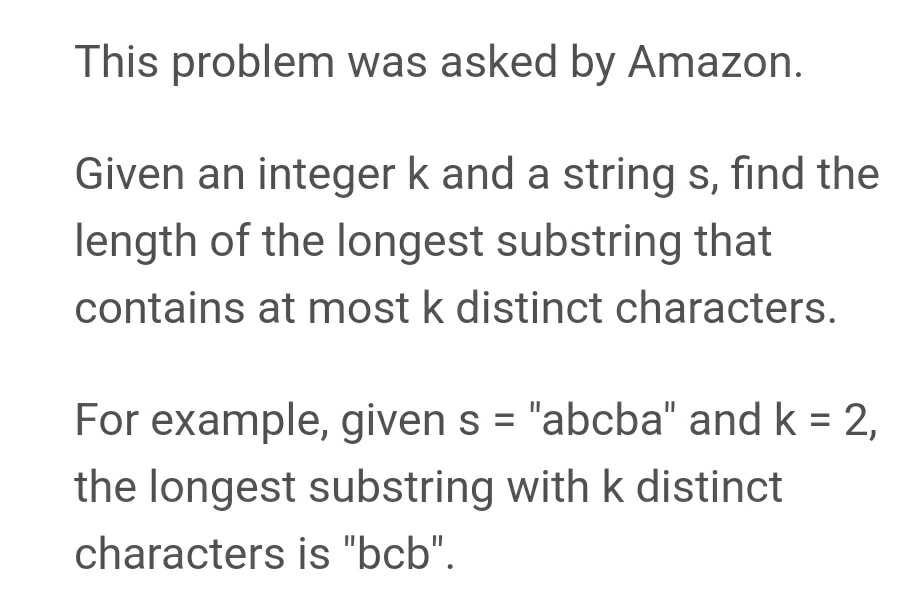 This problem was asked by Amazon.
Given an integer k and a string s, find the
length of the longest substring that
contains at most k distinct characters.
For example, given s = "abcba" and k = 2,
the longest substring with k distinct
characters is "bcb".